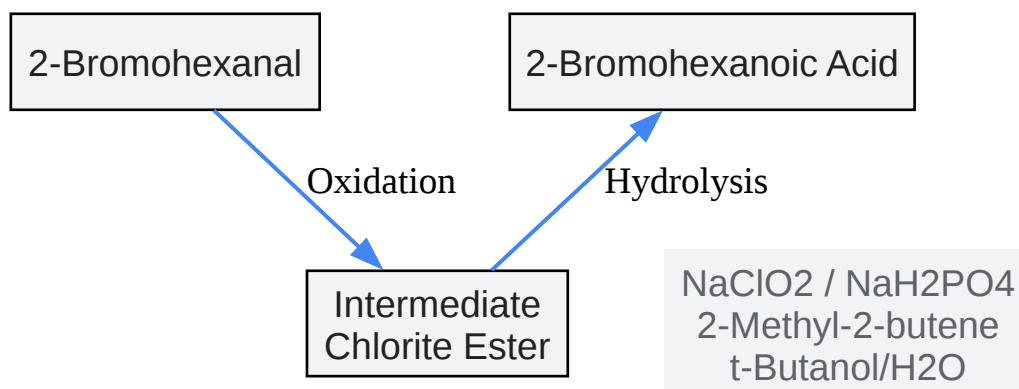 2-Bromohexanal
2-Bromohexanoic Acid
Oxidation
Hydrolysis
Intermediate
Chlorite Ester
NaClO2 / NaH2PO4
2-Methyl-2-butene
t-Butanol/H2O